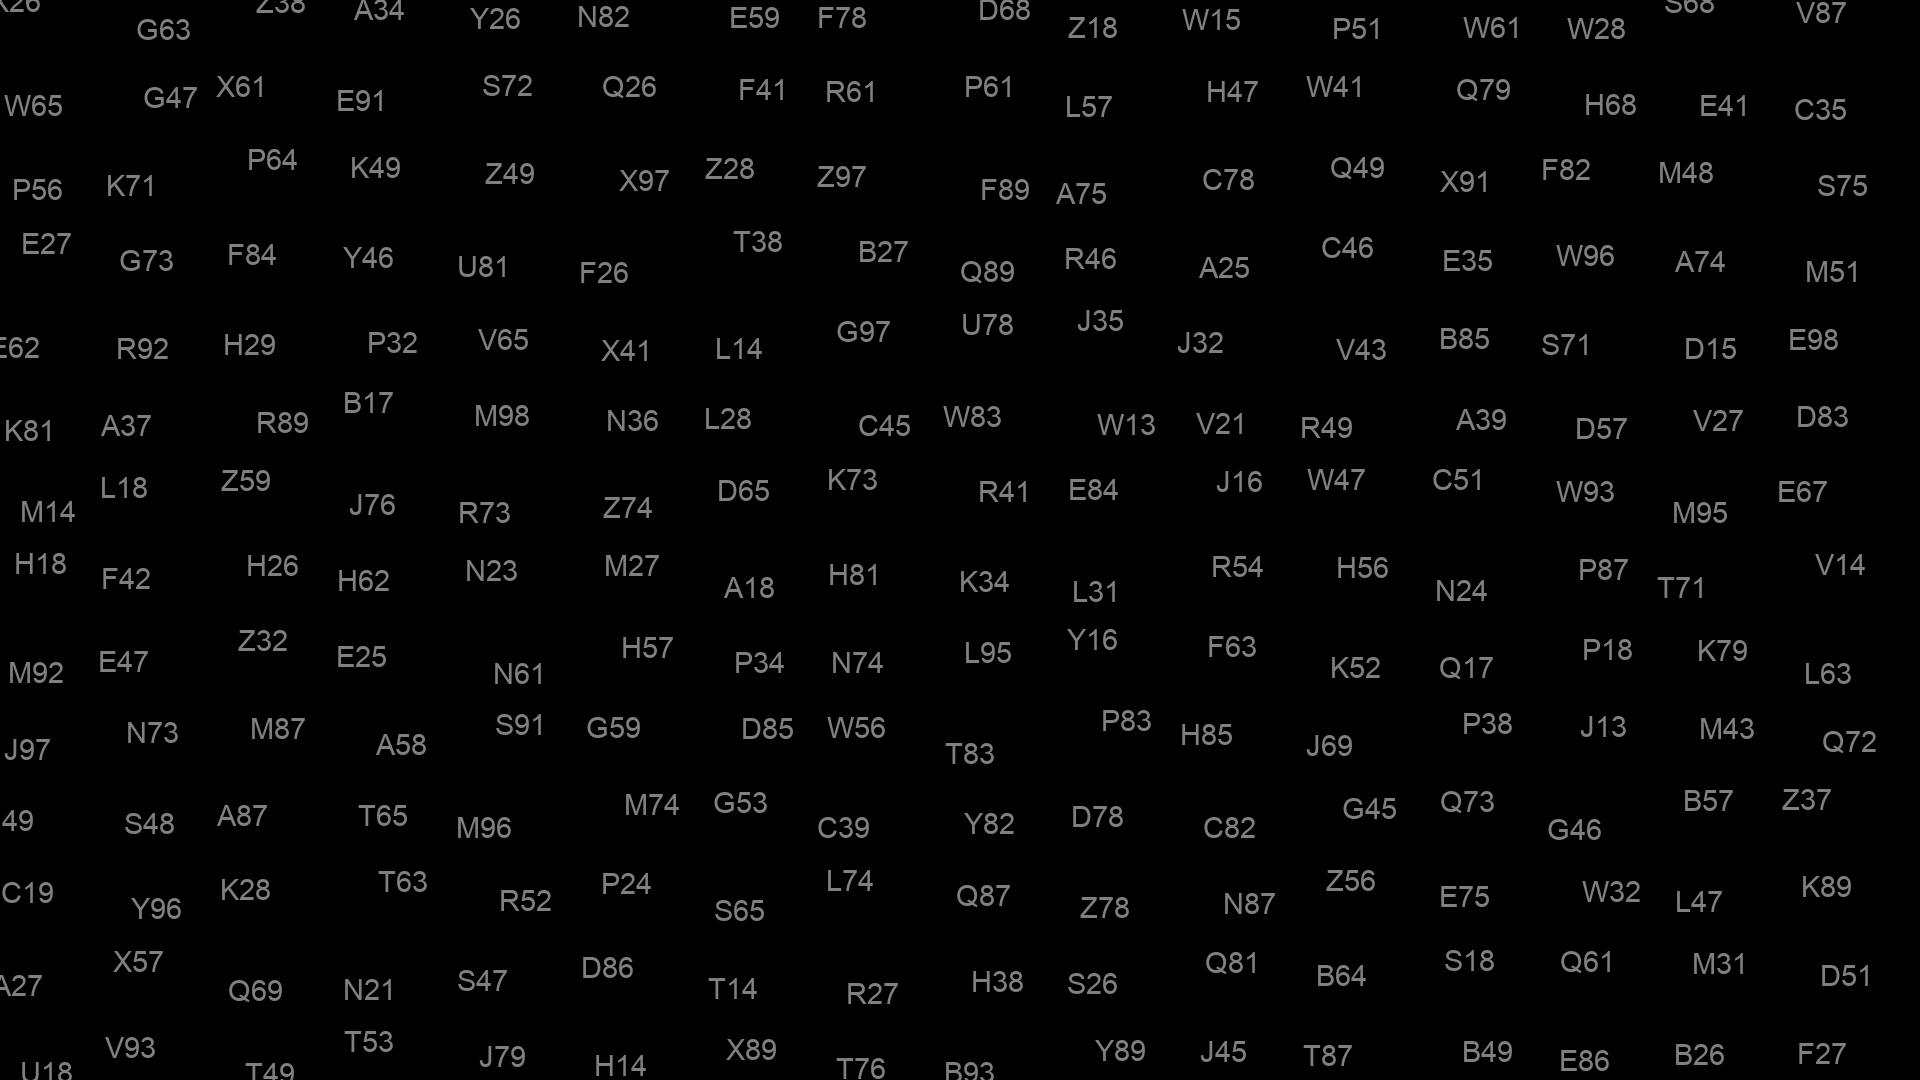 K26 G63 Z38 A34 Y26 N82 E59 F78 D68 Z18 W15 P51 W61 W28 S68 V87
W65 G47 X61 E91 S72 Q26 F41 R61 P61 L57 H47 W41 Q79 H68 E41 C35
P56 K71 P64 K49 Z49 X97 Z28 Z97 F89 A75 C78 Q49 X91 F82 M48 S75
E27 G73 F84 Y46 U81 F26 T38 B27 Q89 R46 A25 C46 E35 W96 A74 M51
E62 R92 H29 P32 V65 X41 L14 G97 U78 J35 J32 V43 B85 S71 D15 E98
K81 A37 R89 B17 M98 N36 L28 C45 W83 W13 V21 R49 A39 D57 V27 D83
M14 L18 Z59 J76 R73 Z74 D65 K73 R41 E84 J16 W47 C51 W93 M95 E67
H18 F42 H26 H62 N23 M27 A18 H81 K34 L31 R54 H56 N24 P87 T71 V14
M92 E47 Z32 E25 N61 H57 P34 N74 L95 Y16 F63 K52 Q17 P18 K79 L63
J97 N73 M87 A58 S91 G59 D85 W56 T83 P83 H85 J69 P38 J13 M43 Q72
49 S48 A87 T65 M96 M74 G53 C39 Y82 D78 C82 G45 Q73 G46 B57 Z37
C19 Y96 K28 T63 R52 P24 S65 L74 Q87 Z78 N87 Z56 E75 W32 L47 K89
A27 X57 Q69 N21 S47 D86 T14 R27 H38 S26 Q81 B64 S18 Q61 M31 D51
U18 V93 T49 T53 J79 H14 X89 T76 B93 Y89 J45 T87 B49 E86 B26 F27